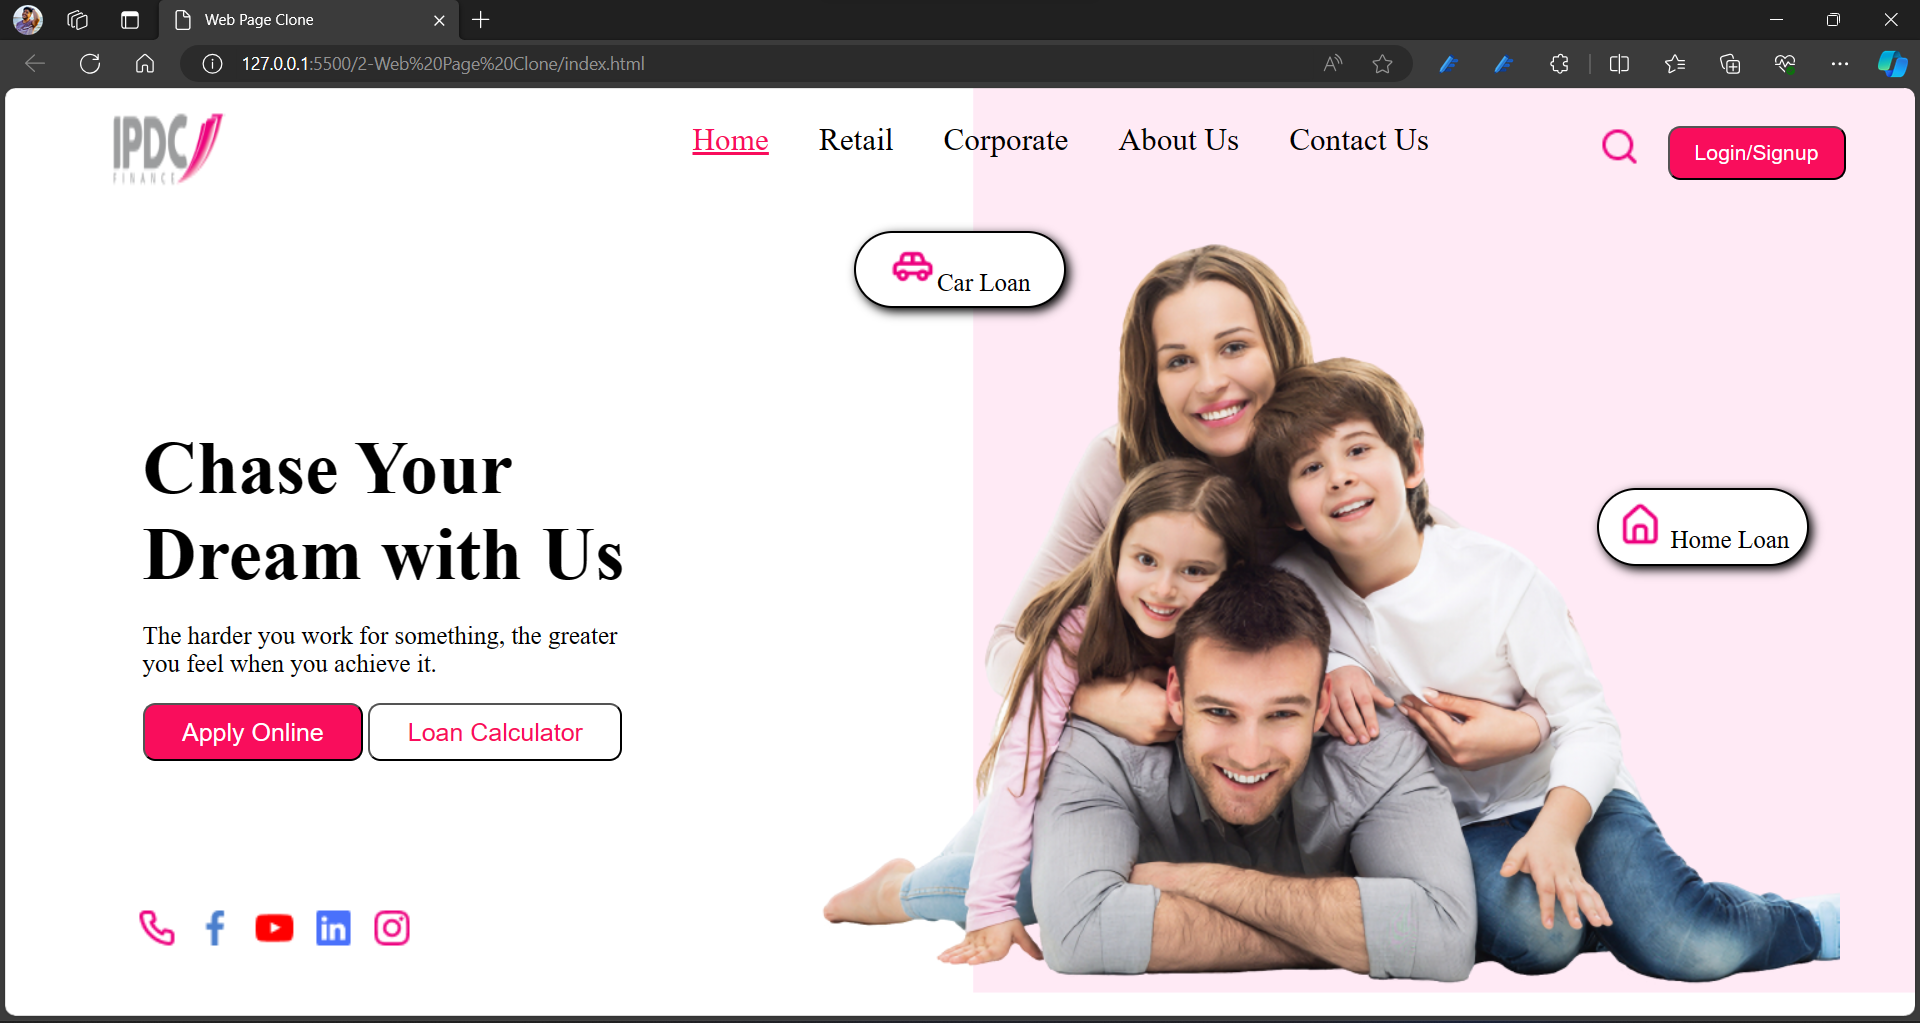 Web Page Clone
127.0.0.1:5500/2-Web%20Page%20Clone/index.html
IPDC
FINANCE
Home Retail Corporate About Us Contact Us
Login/Signup
Car Loan
Chase Your
Dream with Us
Home Loan
The harder you work for something, the greater
you feel when you achieve it.
Apply Online Loan Calculator